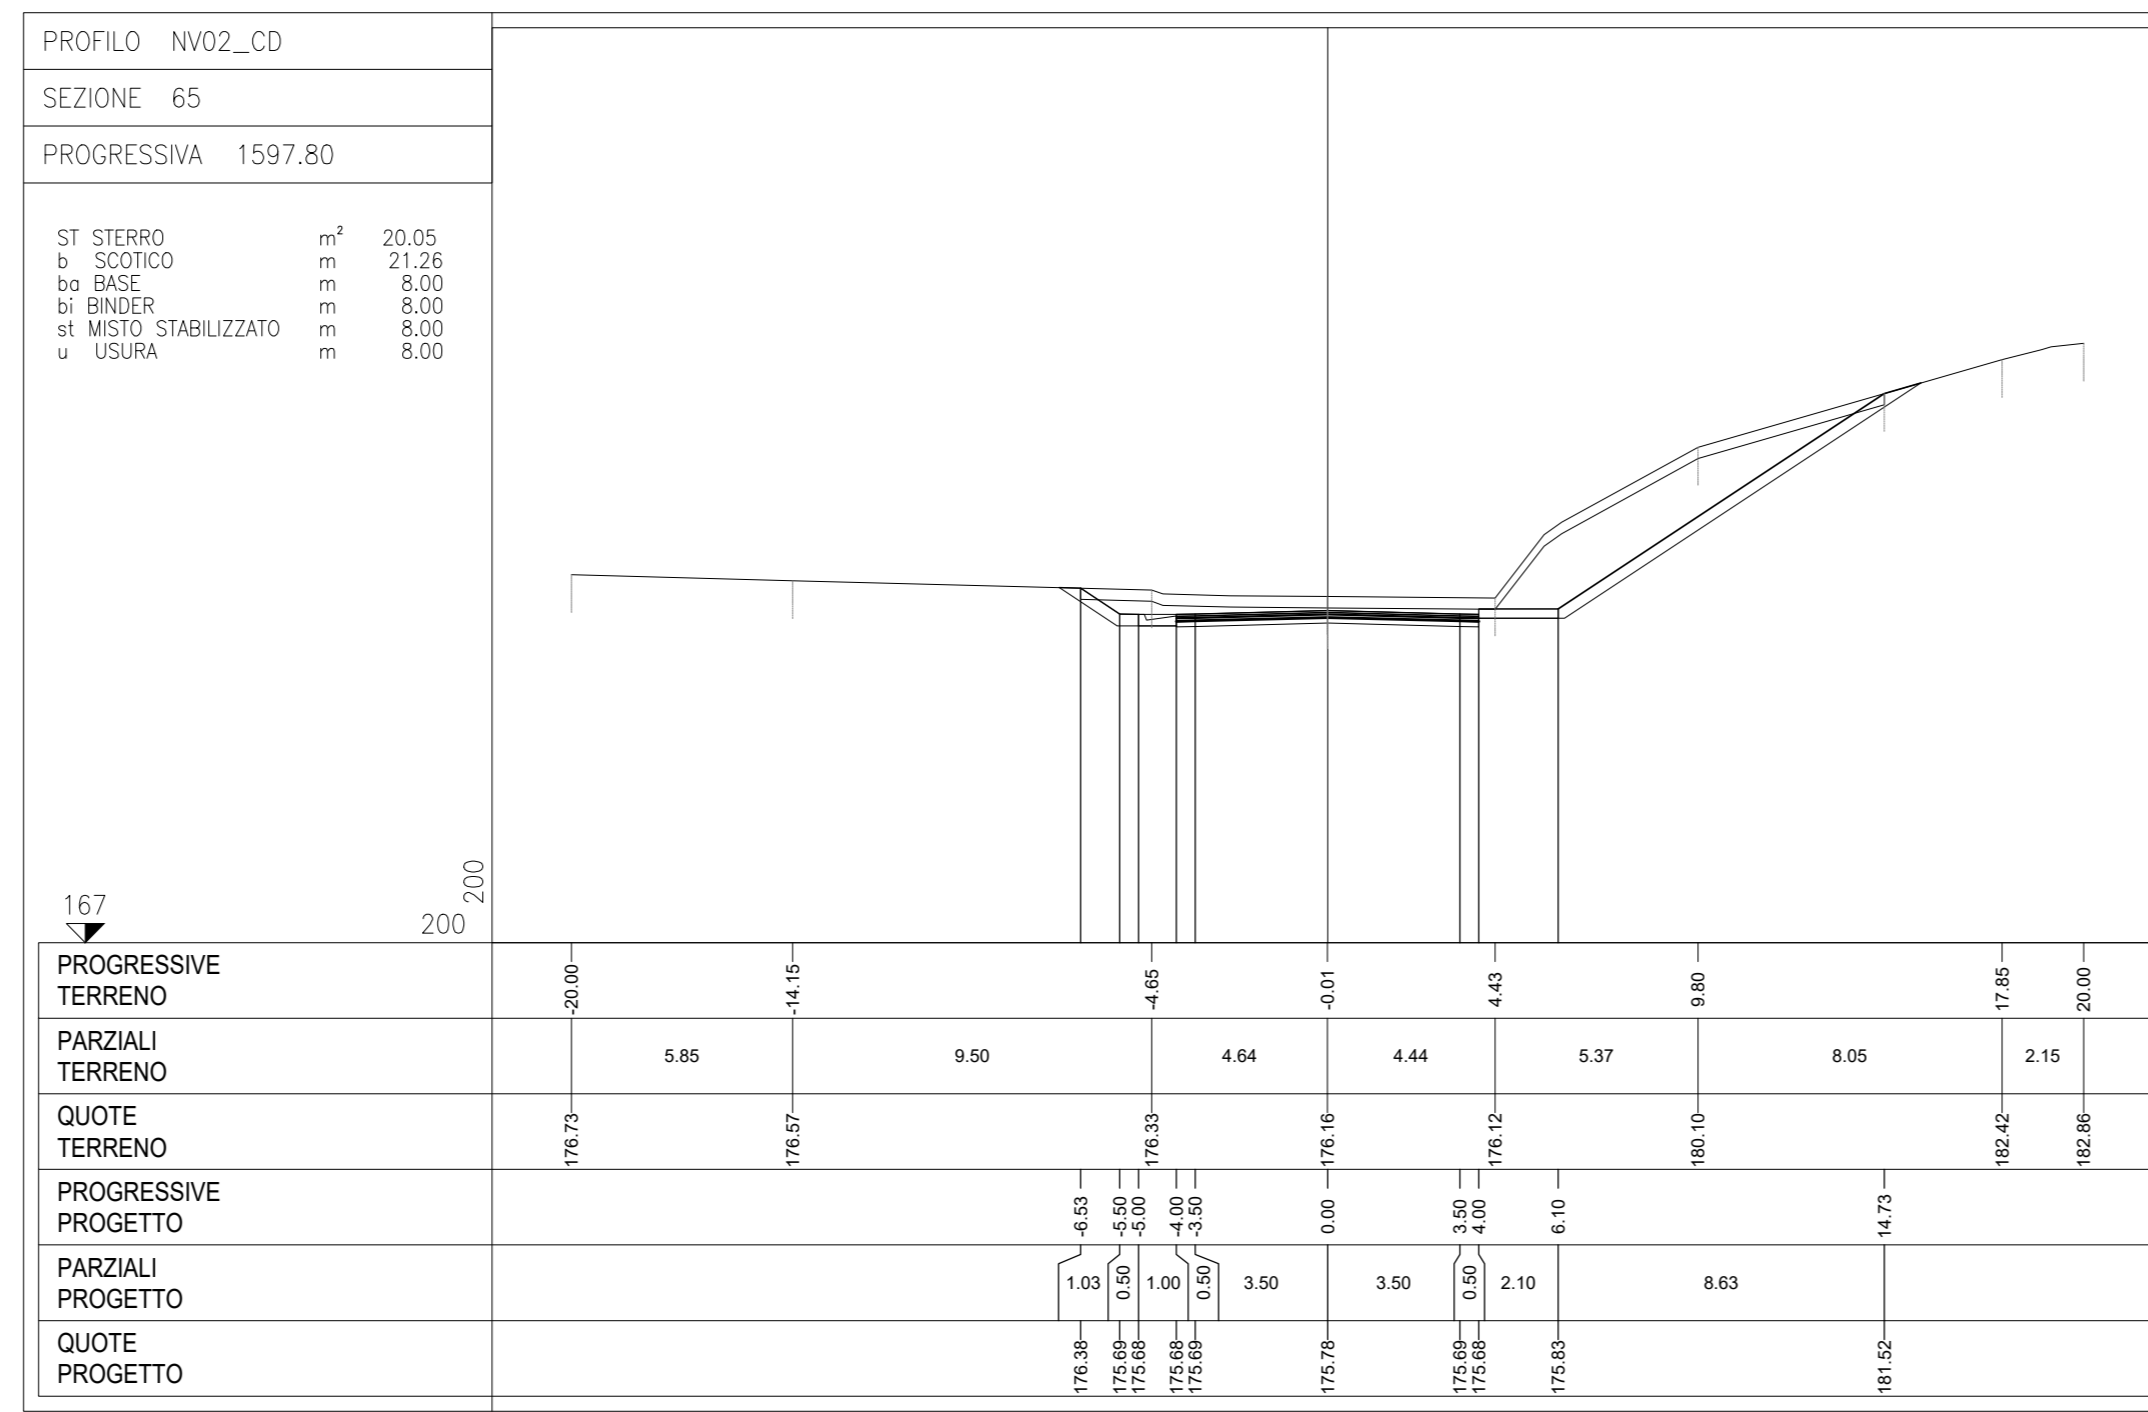 PROFILO NV02_CD
SEZIONE 65
PROGRESSIVA 1597.80
ST STERRO m² 20.05
b SCOTICO m 21.26
ba BASE m 8.00
bi BINDER m 8.00
st MISTO STABILIZZATO m 8.00
u USURA m 8.00
167
200
200
PROGRESSIVE
TERRENO
-20.00 -14.15 -4.65 -0.01 4.43 9.80 17.85 20.00
PARZIALI
TERRENO
5.85 9.50 4.64 4.44 5.37 8.05 2.15
QUOTE
TERRENO
176.73 176.57 176.33 176.16 176.12 180.10 182.42 182.86
PROGRESSIVE
PROGETTO
-6.53 -5.50 -5.00 -4.00 -3.50 0.00 3.50 4.00 6.10 14.73
PARZIALI
PROGETTO
1.03 0.50 1.00 0.50 3.50 3.50 0.50 2.10 8.63
QUOTE
PROGETTO
176.38 175.69 175.68 175.68 175.69 175.78 175.69 175.68 175.83 181.52